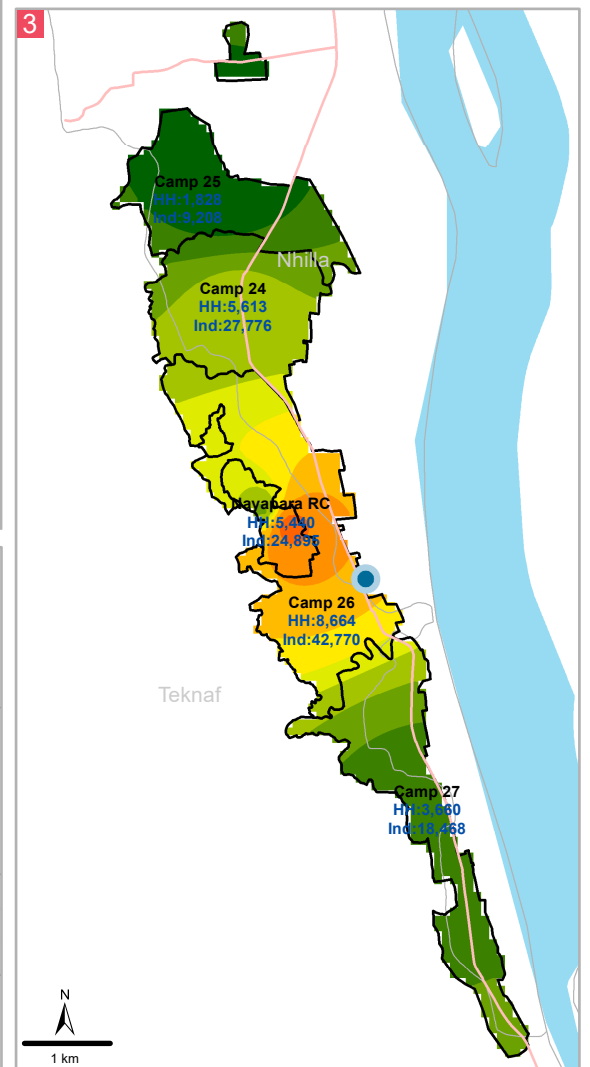 3
Camp 25
HH:1,828
Ind:9,208
Nhilla
Camp 24
HH:5,613
Ind:27,776
Nayapara RC
HH:5,440
Ind:24,895
Camp 26
HH:8,664
Ind:42,770
Teknaf
Camp 27
HH:3,660
Ind:18,468
N
1 km